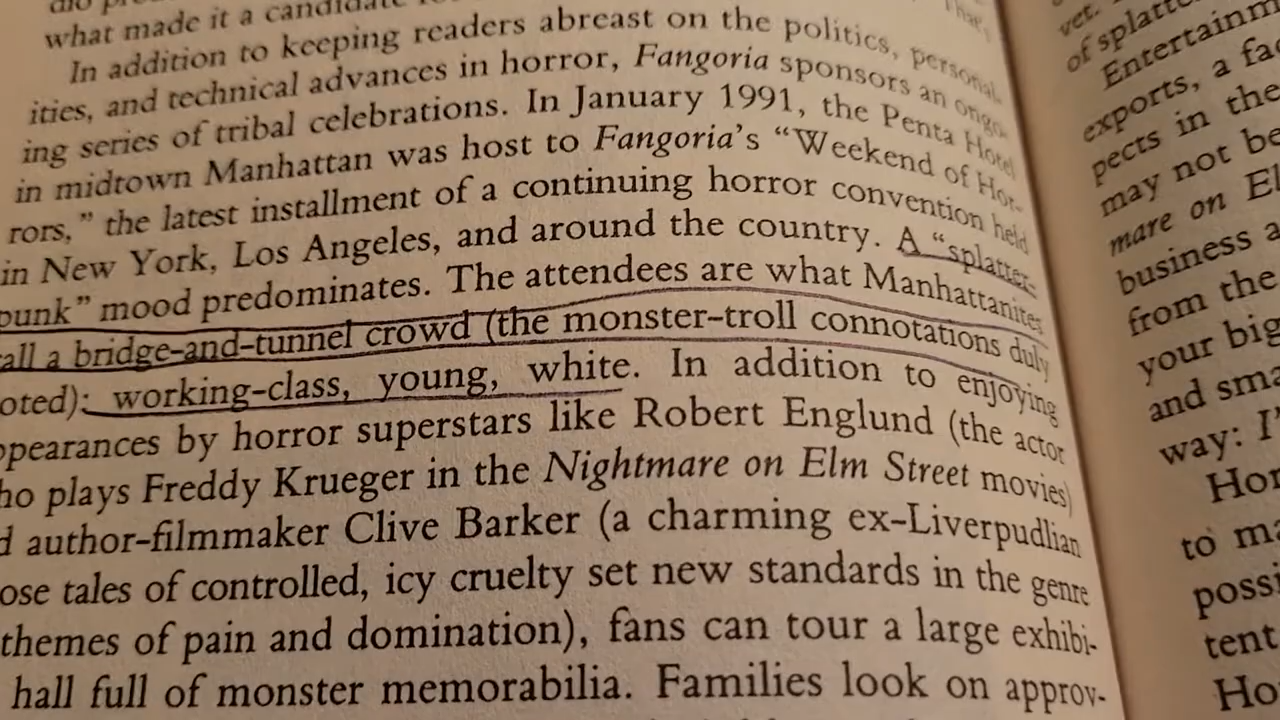 what made it a candidate
In addition to keeping readers abreast on the politics, personal-
ities, and technical advances in horror, Fangoria sponsors an ongo-
ing series of tribal celebrations. In January 1991, the Penta Hotel
in midtown Manhattan was host to Fangoria's "Weekend of Hor-
rors," the latest installment of a continuing horror convention held
in New York, Los Angeles, and around the country. A "splatter-
punk" mood predominates. The attendees are what Manhattanites
call a bridge-and-tunnel crowd (the monster-troll connotations duly
oted): working-class, young, white. In addition to enjoying
ppearances by horror superstars like Robert Englund (the actor
ho plays Freddy Krueger in the Nightmare on Elm Street movies)
d author-filmmaker Clive Barker (a charming ex-Liverpudlian
ose tales of controlled, icy cruelty set new standards in the genre
themes of pain and domination), fans can tour a large exhibi-
hall full of monster memorabilia. Families look on approv-
yet.
of splatte
Entertainm
exports, a fa
pects in the
may not be
mare on El
business a
from the
your big
and sma
way: I'
Hor
to ma
possi
tent
Ho